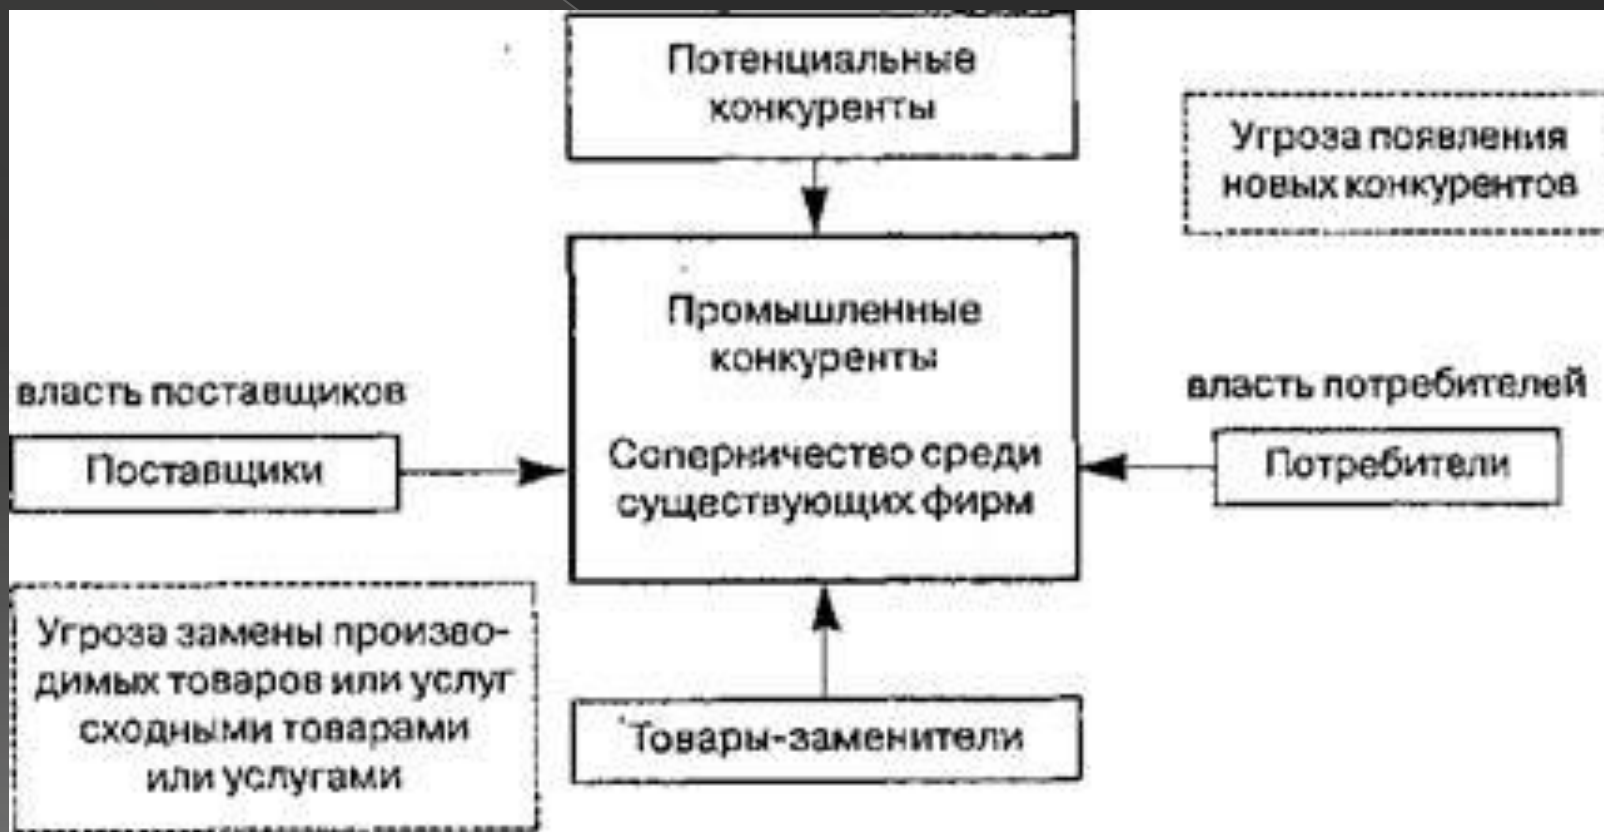 Потенциальные
конкуренты
Угроза появления
новых конкурентов
Промышленные
конкуренты
Соперничество среди
существующих фирм
власть поставщиков
Поставщики
власть потребителей
Потребители
Угроза замены произво-
димых товаров или услуг
сходными товарами
или услугами
Товары-заменители